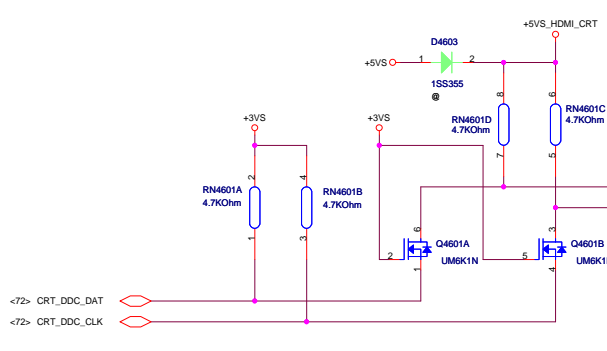 +5VS_HDMI_CRT
D4603
+5VS
1
2
1SS355
@
+3VS
+3VS
8
6
RN4601D
4.7KOhm
RN4601C
4.7KOhm
7
5
2
4
RN4601A
4.7KOhm
RN4601B
4.7KOhm
1
3
6
3
Q4601A
Q4601B
2
UM6K1N
5
UM6K1
1
4
<72> CRT_DDC_DAT
<72> CRT_DDC_CLK